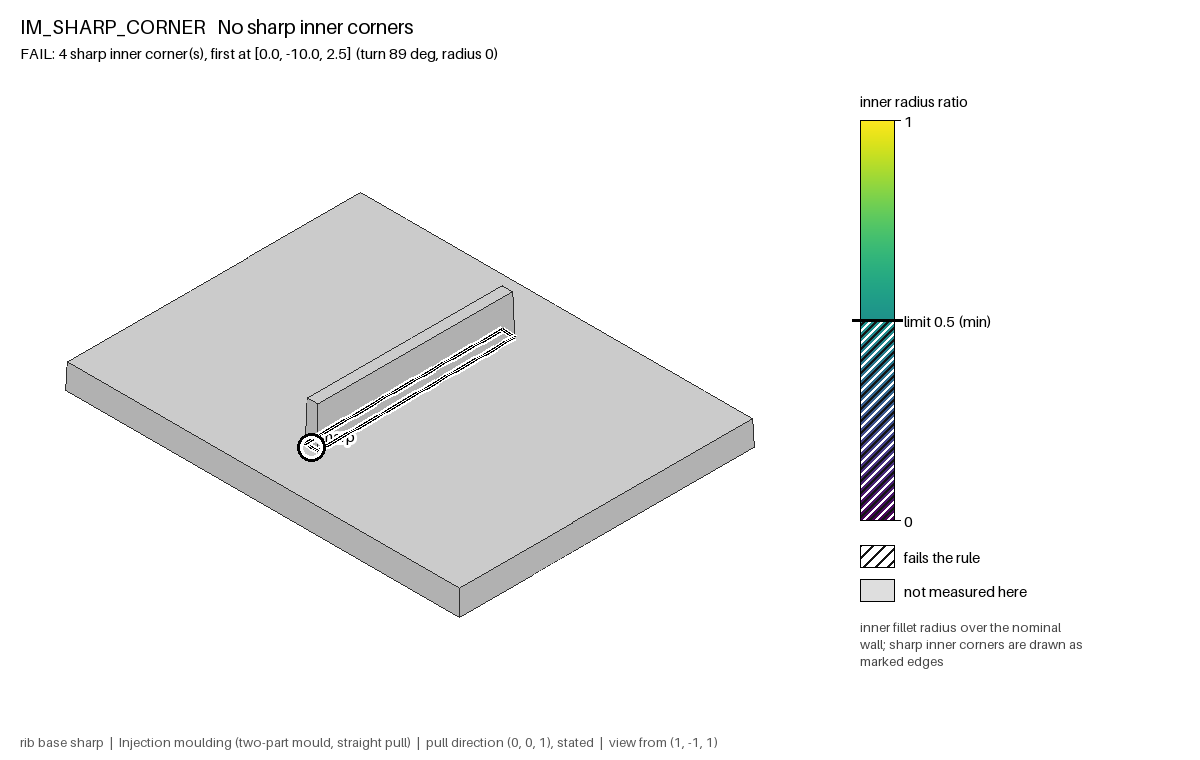 IM_SHARP_CORNER No sharp inner corners
FAIL: 4 sharp inner corner(s), first at [0.0, -10.0, 2.5] (turn 89 deg, radius 0)
inner radius ratio
1
limit 0.5 (min)
0
fails the rule
not measured here
inner fillet radius over the nominal
wall; sharp inner corners are drawn as
marked edges
rib base sharp | Injection moulding (two-part mould, straight pull) | pull direction (0, 0, 1), stated | view from (1, -1, 1)